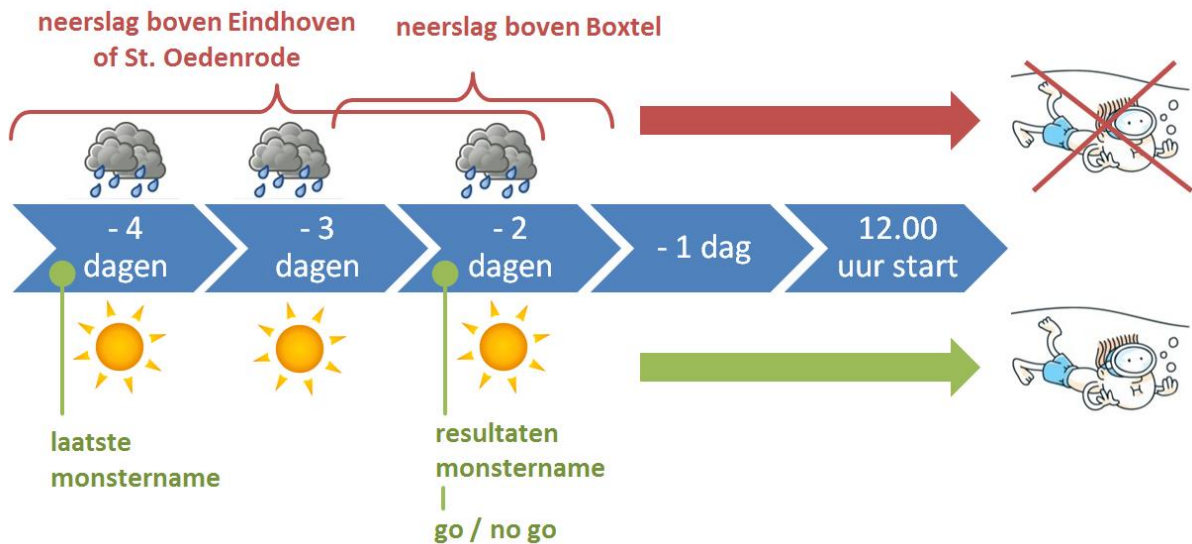 neerslag boven Eindhoven
of St. Oedenrode
neerslag boven Boxtel
- 4
dagen
- 3
dagen
- 2
dagen
- 1 dag
12.00
uur start
laatste
monstername
resultaten
monstername
go / no go